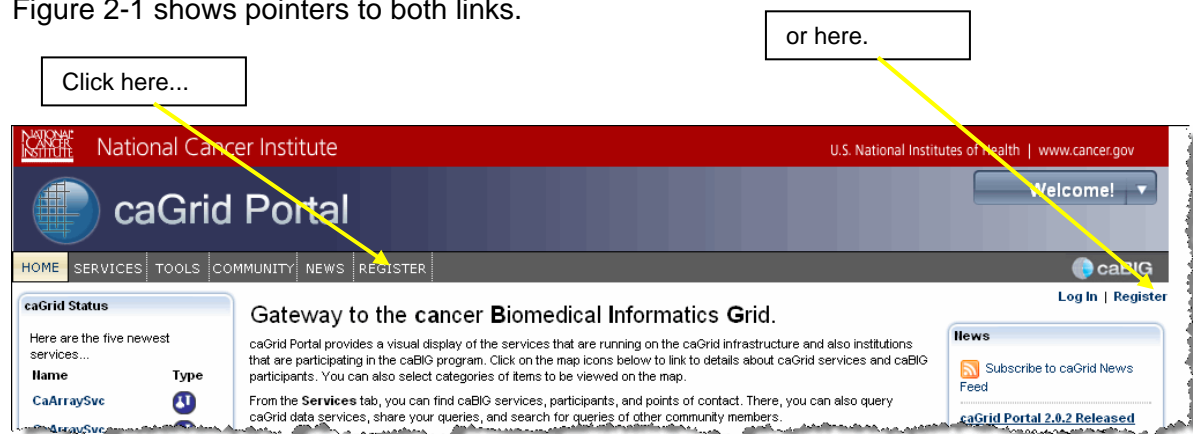 Figure 2-1 shows pointers to both links.
or here.
Click here...
NATIONAL CANCER INSTITUTE
National Cancer Institute
U.S. National Institutes of Health | www.cancer.gov
caGrid Portal
Welcome!
HOME SERVICES TOOLS COMMUNITY NEWS REGISTER
caBIG
Log In | Register
caGrid Status
Here are the five newest
services...
Name Type
CaArraySvc
CaArraySvc
Gateway to the cancer Biomedical Informatics Grid.
caGrid Portal provides a visual display of the services that are running on the caGrid infrastructure and also institutions
that are participating in the caBIG program. Click on the map icons below to link to details about caGrid services and caBIG
participants. You can also select categories of items to be viewed on the map.
From the Services tab, you can find caBIG services, participants, and points of contact. There, you can also query
caGrid data services, share your queries, and search for queries of other community members.
News
Subscribe to caGrid News
Feed
caGrid Portal 2.0.2 Released